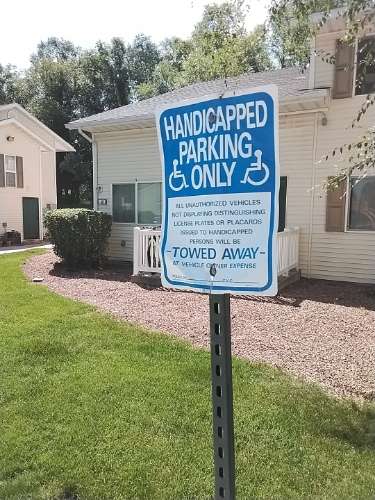 HANDICAPPED
PARKING
ONLY
ALL UNAUTHORIZED VEHICLES
NOT DISPLAYING DISTINGUISHING
LICENSE PLATES OR PLACARDS
ISSUED TO HANDICAPPED
PERSONS WILL BE
-TOWED AWAY-
AT VEHICLE OWNER EXPENSE